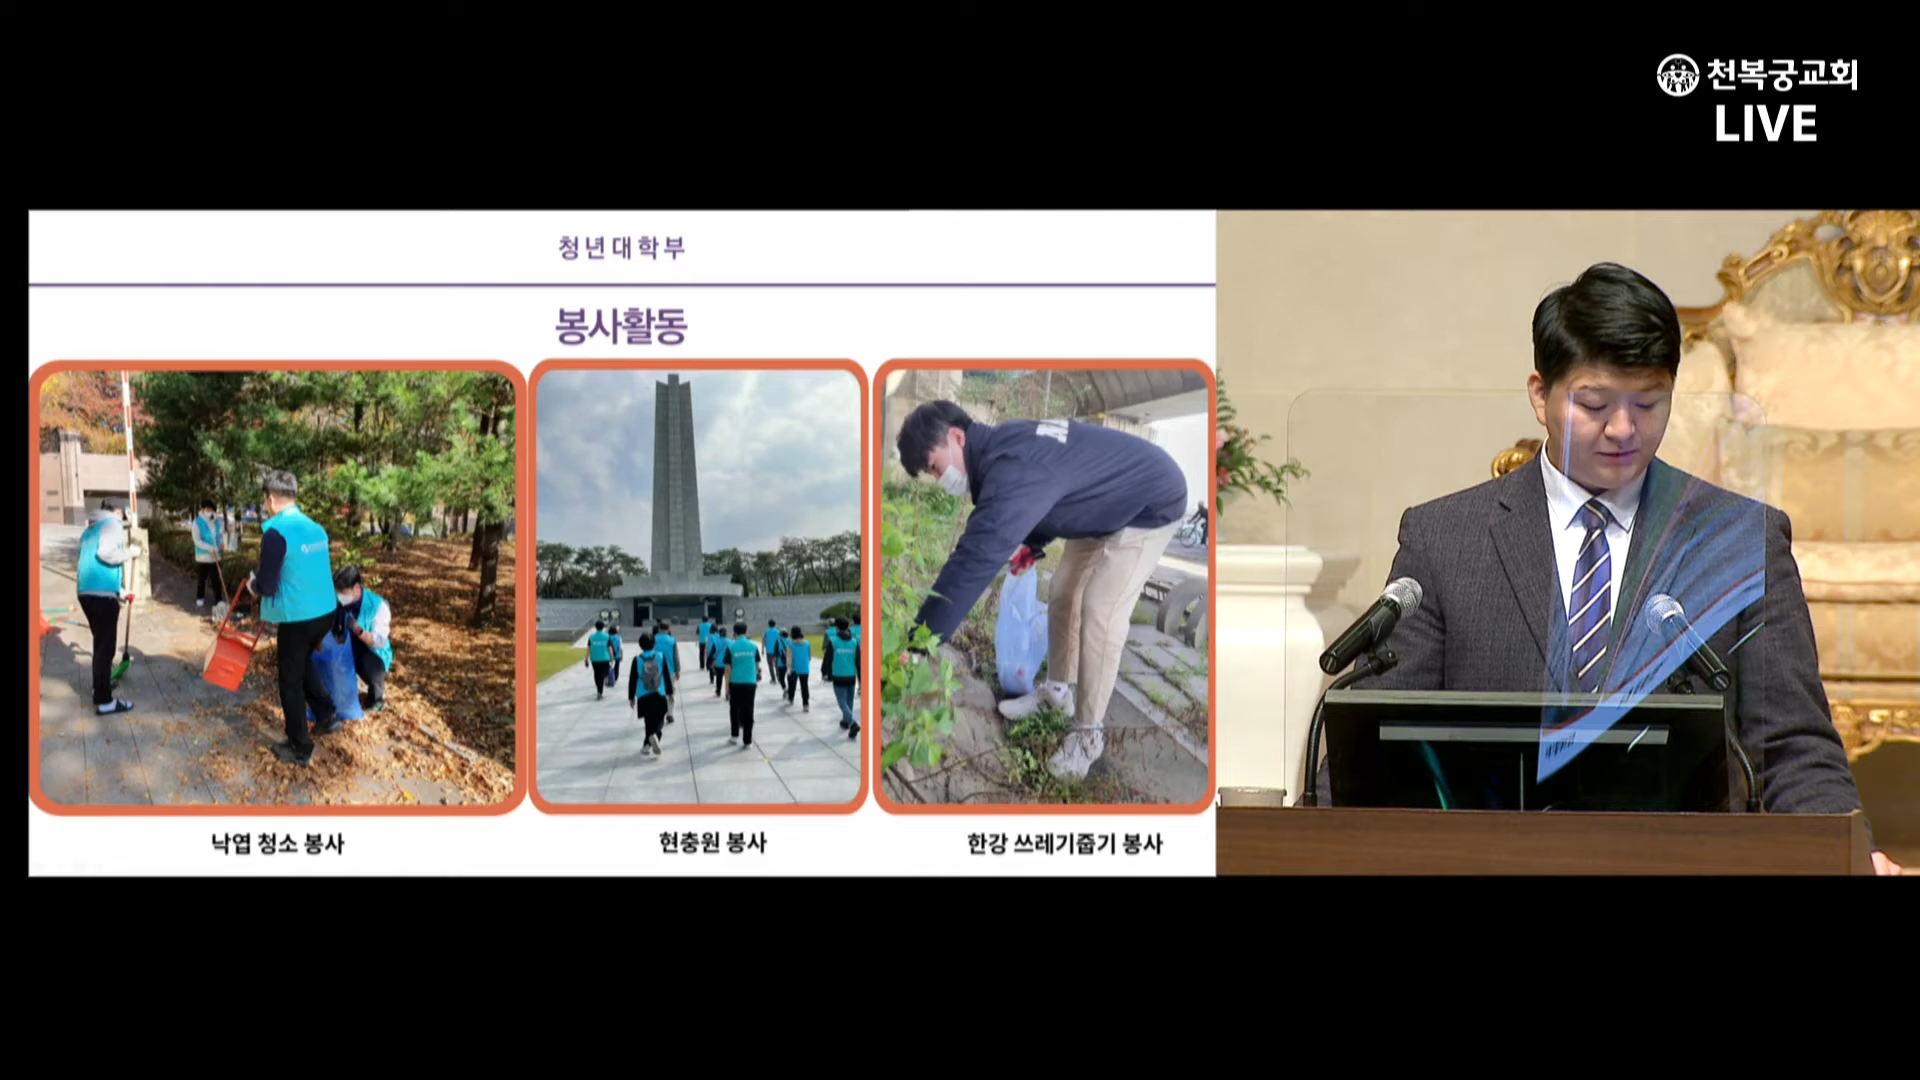 천복궁교회
LIVE
청년대학부
봉사활동
낙엽 청소 봉사
현충원 봉사
한강 쓰레기줍기 봉사